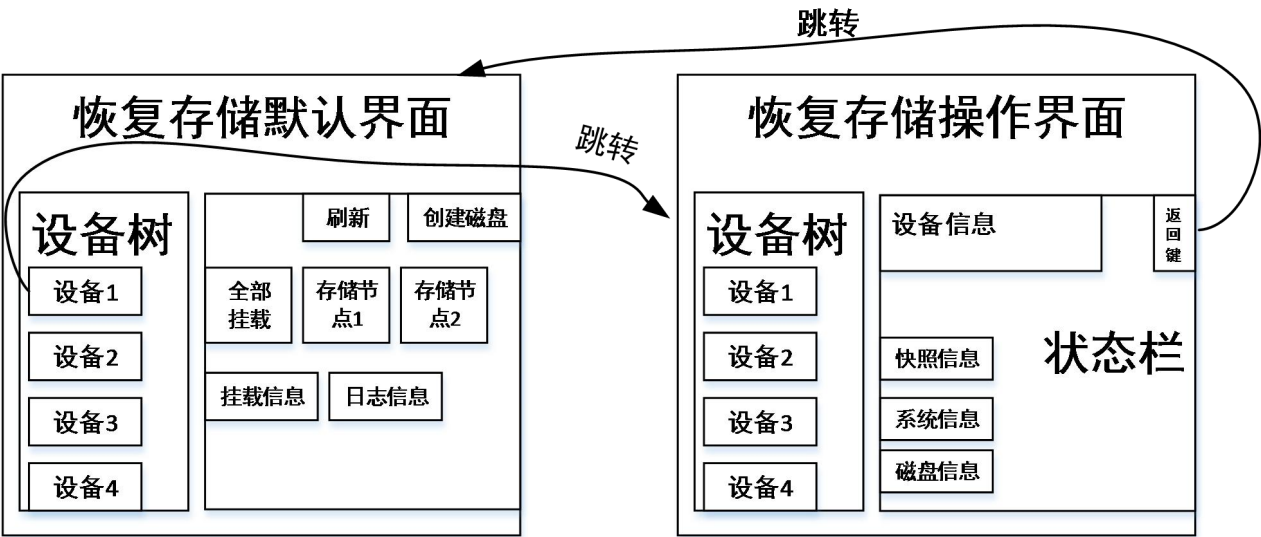 跳转
恢复存储默认界面
跳转
设备树
设备1
设备2
设备3
设备4
刷新
创建磁盘
全部
挂载
存储节
点1
存储节
点2
挂载信息
日志信息
恢复存储操作界面
设备树
设备1
设备2
设备3
设备4
设备信息
返
回
键
状态栏
快照信息
系统信息
磁盘信息